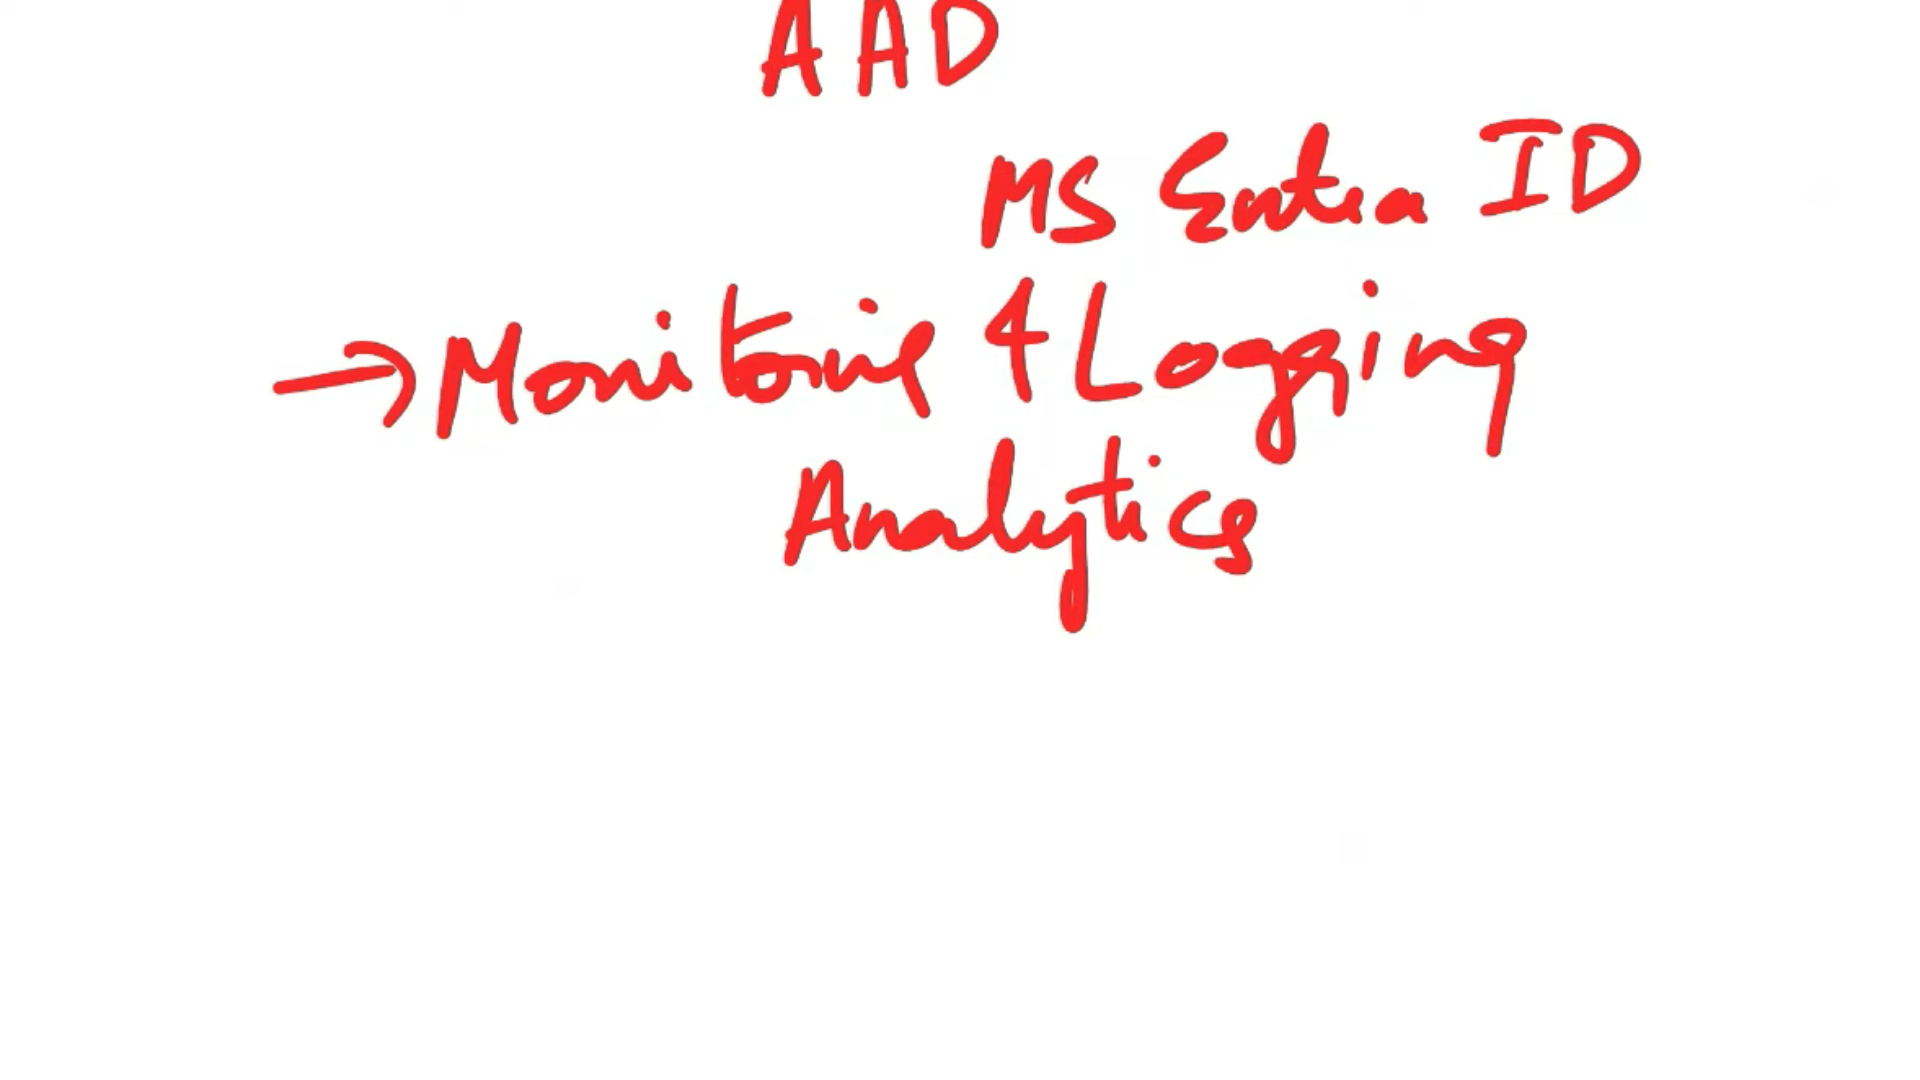 AAD
MS Entra ID
→ Monitoring & Logging
Analytics